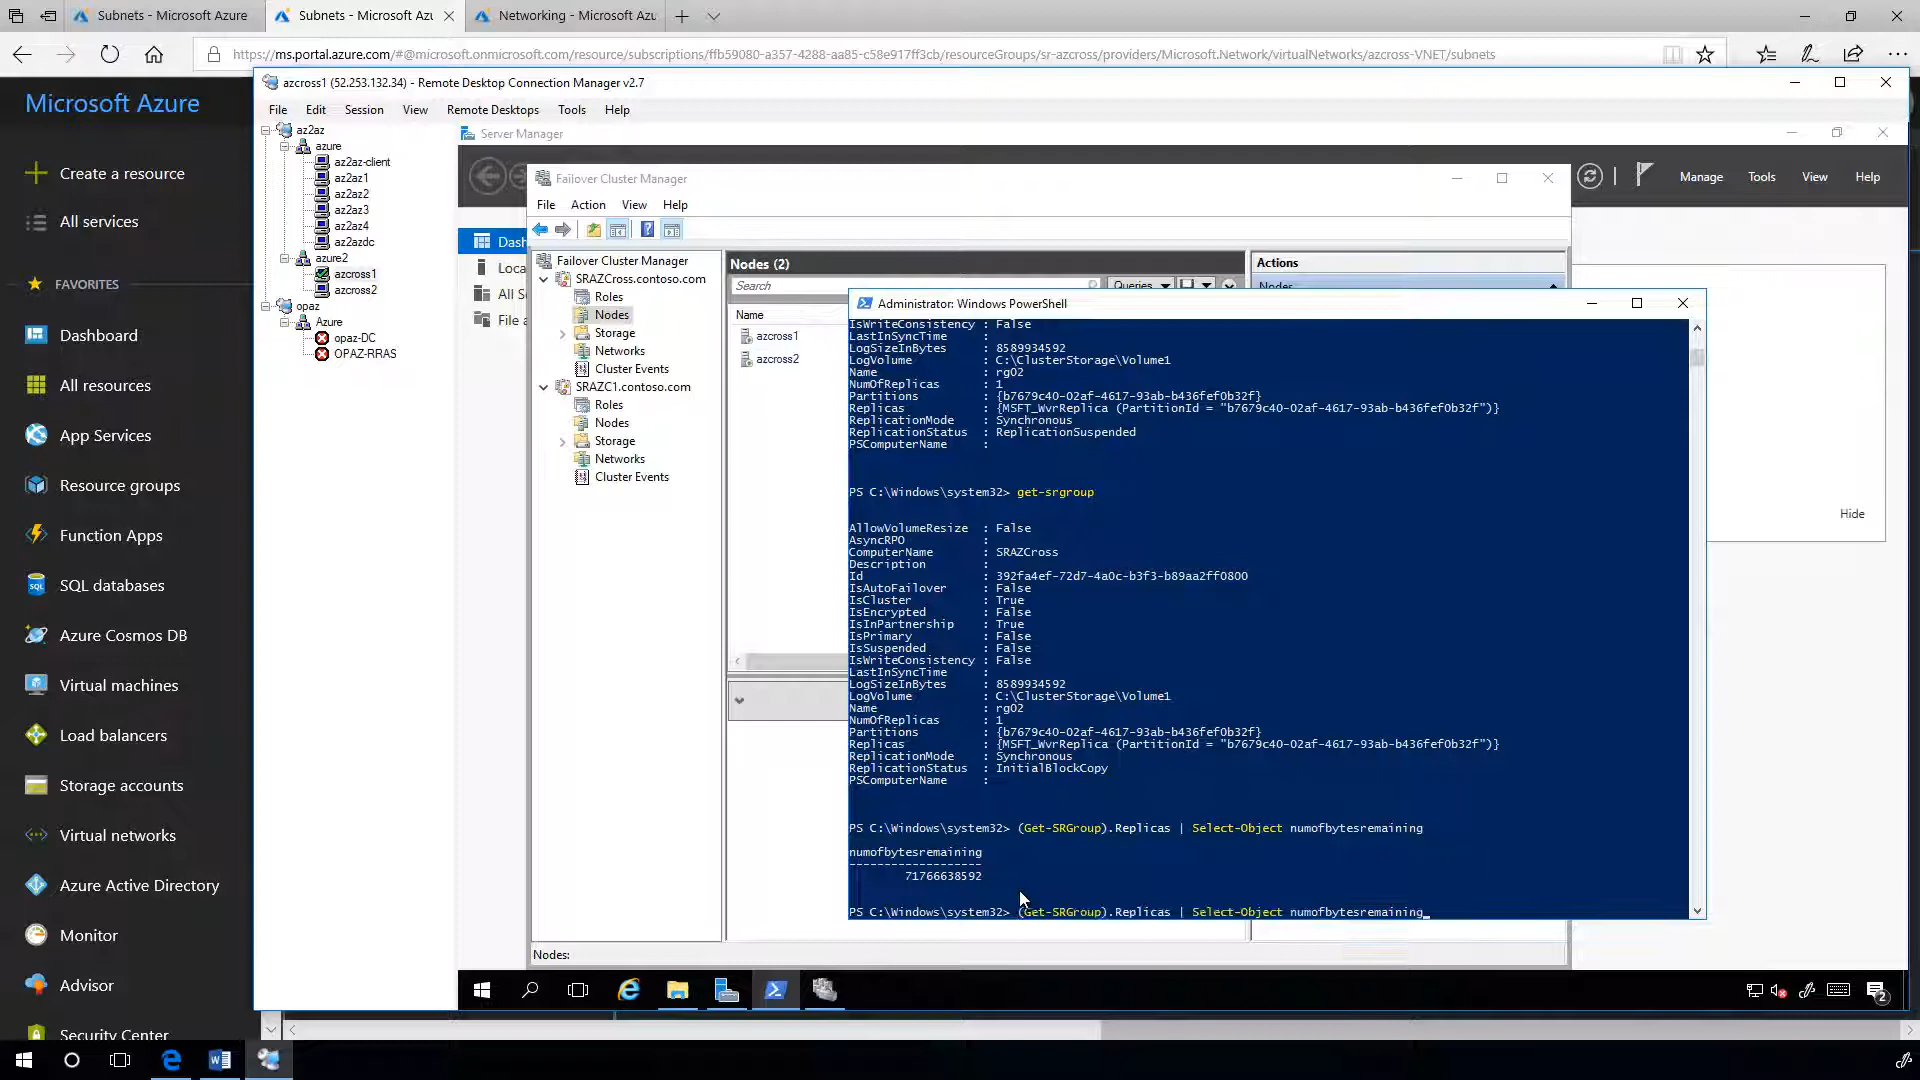 Subnets - Microsoft Azure
Subnets - Microsoft Azu
Networking - Microsoft Azu
https://ms.portal.azure.com/#@microsoft.onmicrosoft.com/resource/subscriptions/ffb59080-a357-4288-aa85-c58e917ff3cb/resourceGroups/sr-azcross/providers/Microsoft.Network/virtualNetworks/azcross-VNET/subnets
Microsoft Azure
Create a resource
All services
FAVORITES
Dashboard
All resources
App Services
Resource groups
Function Apps
SQL databases
Azure Cosmos DB
Virtual machines
Load balancers
Storage accounts
Virtual networks
Azure Active Directory
Monitor
Advisor
Security Center
azcross1 (52.253.132.34) - Remote Desktop Connection Manager v2.7
File Edit Session View Remote Desktops Tools Help
az2az
azure
az2az-client
az2az1
az2az2
az2az3
az2az4
az2azdc
azure2
azcross1
azcross2
opaz
Azure
opaz-DC
OPAZ-RRAS
Server Manager
Manage Tools View Help
Dash
Loca
All S
File a
Hide
Failover Cluster Manager
File Action View Help
Failover Cluster Manager
SRAZCross.contoso.com
Roles
Nodes
Storage
Networks
Cluster Events
SRAZC1.contoso.com
Roles
Nodes
Storage
Networks
Cluster Events
Nodes (2)
Search
Queries
Name
azcross1
azcross2
Actions
Nodes
Nodes:
Administrator: Windows PowerShell
IsWriteConsistency : False
LastInSyncTime :
LogSizeInBytes : 8589934592
LogVolume : C:\ClusterStorage\Volume1
Name : rg02
NumOfReplicas : 1
Partitions : {b7679c40-02af-4617-93ab-b436fef0b32f}
Replicas : {MSFT_WvrReplica (PartitionId = "b7679c40-02af-4617-93ab-b436fef0b32f")}
ReplicationMode : Synchronous
ReplicationStatus : ReplicationSuspended
PSComputerName :
PS C:\Windows\system32> get-srgroup
AllowVolumeResize : False
AsyncRPO :
ComputerName : SRAZCross
Description :
Id : 392fa4ef-72d7-4a0c-b3f3-b89aa2ff0800
IsAutoFailover : False
IsCluster : True
IsEncrypted : False
IsInPartnership : True
IsPrimary : False
IsSuspended : False
IsWriteConsistency : False
LastInSyncTime :
LogSizeInBytes : 8589934592
LogVolume : C:\ClusterStorage\Volume1
Name : rg02
NumOfReplicas : 1
Partitions : {b7679c40-02af-4617-93ab-b436fef0b32f}
Replicas : {MSFT_WvrReplica (PartitionId = "b7679c40-02af-4617-93ab-b436fef0b32f")}
ReplicationMode : Synchronous
ReplicationStatus : InitialBlockCopy
PSComputerName :
PS C:\Windows\system32> (Get-SRGroup).Replicas | Select-Object numofbytesremaining
numofbytesremaining
-------------------
71766638592
PS C:\Windows\system32> (Get-SRGroup).Replicas | Select-Object numofbytesremaining
2